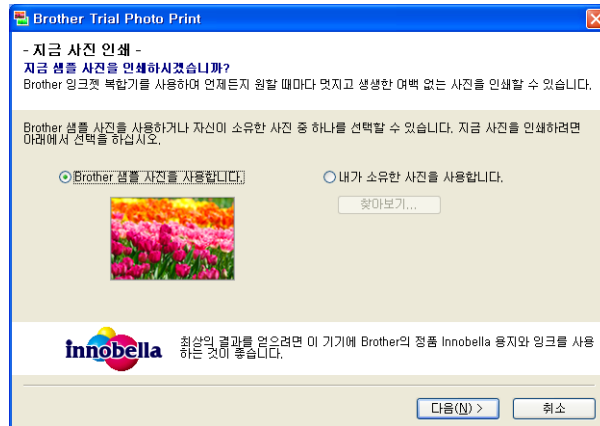 Brother Trial Photo Print
- 지금 사진 인쇄 -
지금 샘플 사진을 인쇄하시겠습니까?
Brother 잉크젯 복합기를 사용하여 언제든지 원할 때마다 멋지고 생생한 여백 없는 사진을 인쇄할 수 있습니다.
Brother 샘플 사진을 사용하거나 자신이 소유한 사진 중 하나를 선택할 수 있습니다. 지금 사진을 인쇄하려면
아래에서 선택을 하십시오.
Brother 샘플 사진을 사용합니다.
내가 소유한 사진을 사용합니다.
찾아보기...
innobella
최상의 결과를 얻으려면 이 기기에 Brother의 정품 Innobella 용지와 잉크를 사용
하는 것이 좋습니다.
다음(N) >
취소